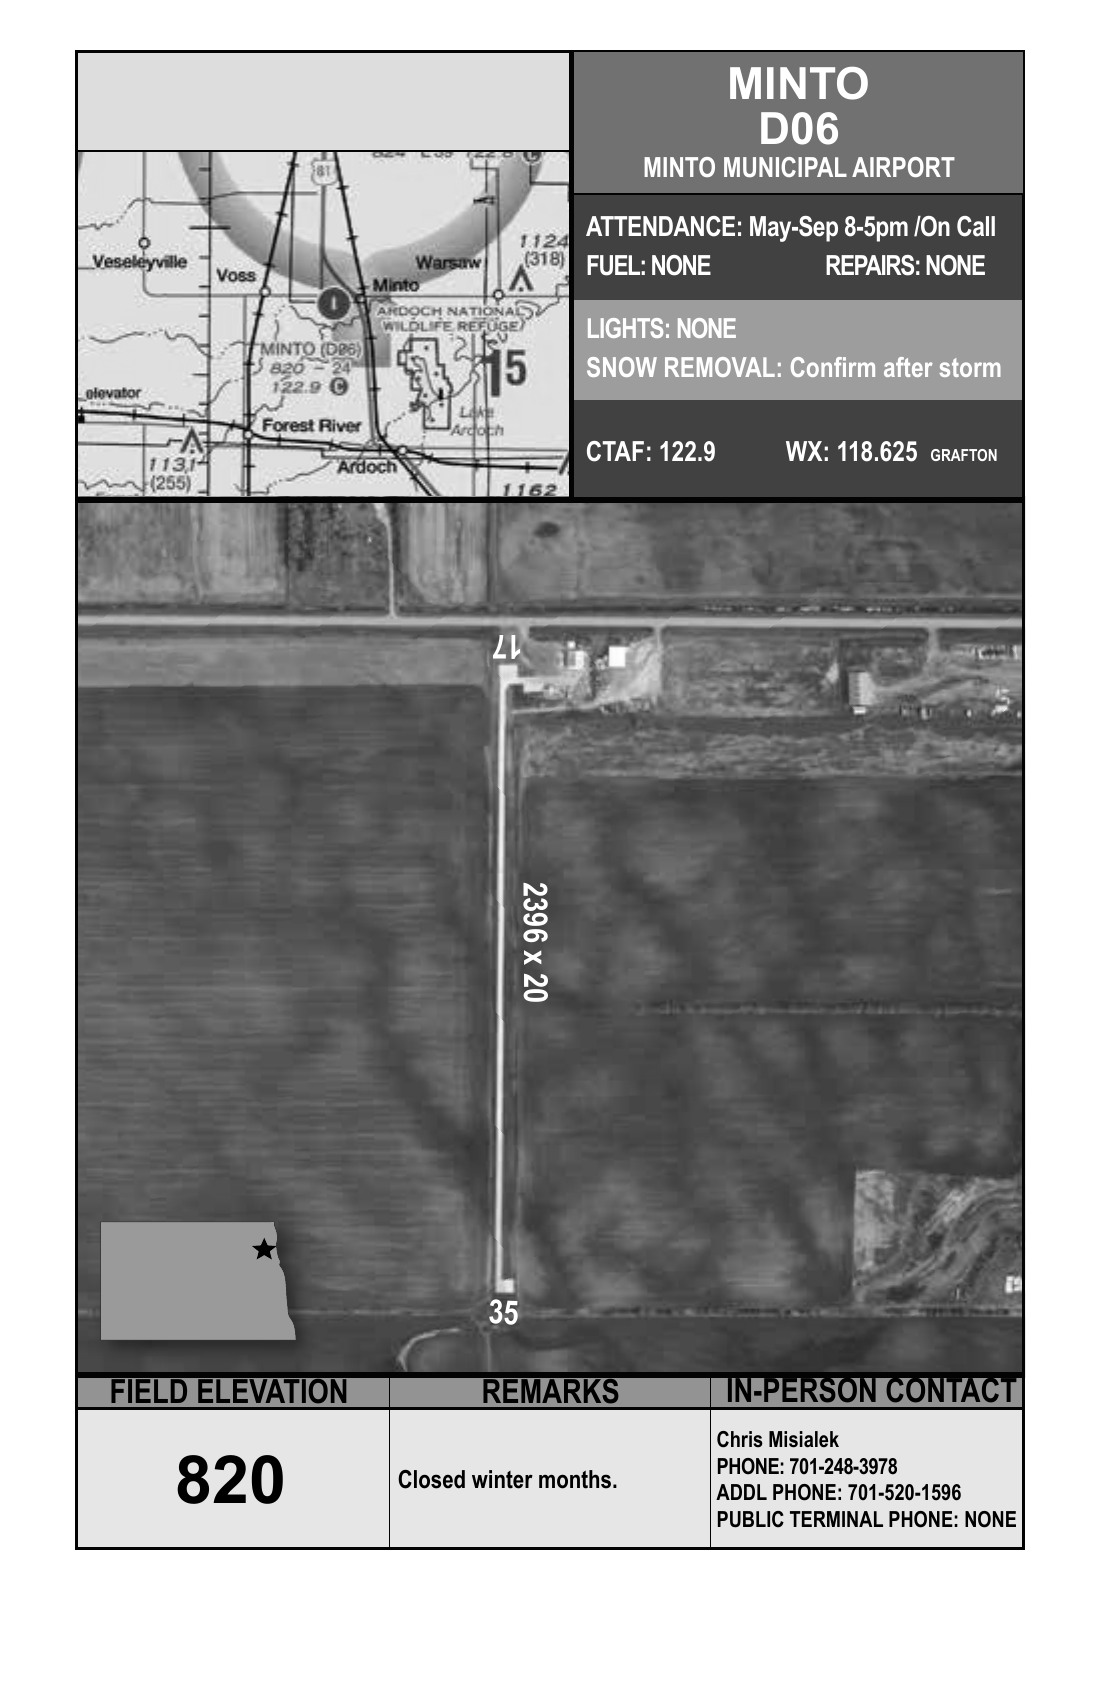 MINTO
D06
MINTO MUNICIPAL AIRPORT
ATTENDANCE: May-Sep 8-5pm /On Call
FUEL: NONE REPAIRS: NONE
LIGHTS: NONE
SNOW REMOVAL: Confirm after storm
CTAF: 122.9 WX: 118.625 GRAFTON
81
1124
(318)
Veseleyville
Voss
Warsaw
Minto
ARDOCH NATIONAL
WILDLIFE REFUGE
MINTO (D06)
820 - 24
122.9 C
15
elevator
Lake
Ardoch
Forest River
Ardoch
1131
(255)
1162
17
2396 x 20
35
FIELD ELEVATION
820
REMARKS
Closed winter months.
IN-PERSON CONTACT
Chris Misialek
PHONE: 701-248-3978
ADDL PHONE: 701-520-1596
PUBLIC TERMINAL PHONE: NONE